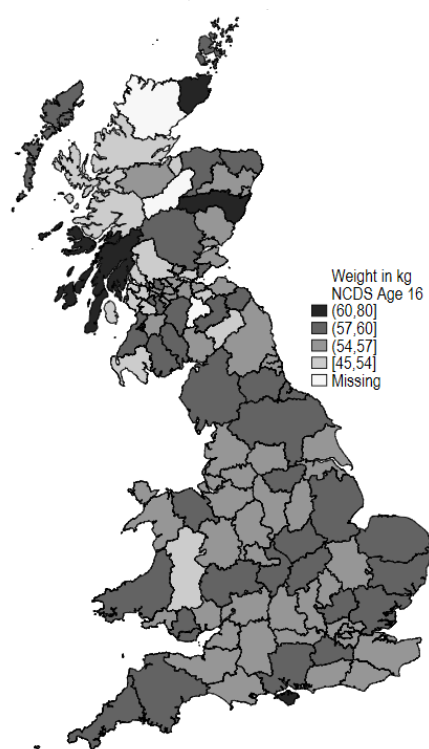 Weight in kg
NCDS Age 16
(60,80]
(57,60]
(54,57]
[45,54]
Missing